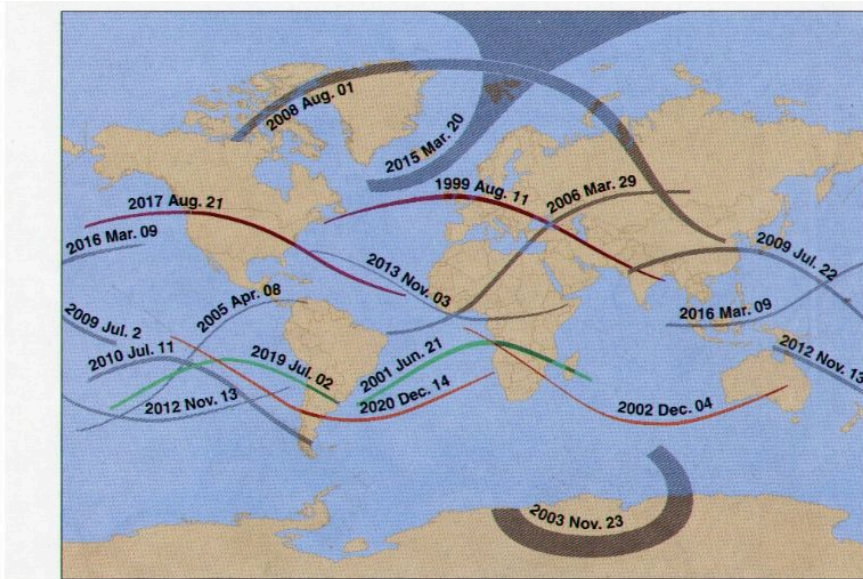 2008 Aug. 01
2015 Mar. 20
1999 Aug. 11
2006 Mar. 29
2017 Aug. 21
2016 Mar. 09
2009 Jul. 22
2013 Nov. 03
2005 Apr. 08
2016 Mar. 09
2009 Jul. 2
2010 Jul. 11
2019 Jul. 02
2001 Jun. 21
2012 Nov. 13
2012 Nov. 13
2020 Dec. 14
2002 Dec. 04
2003 Nov. 23